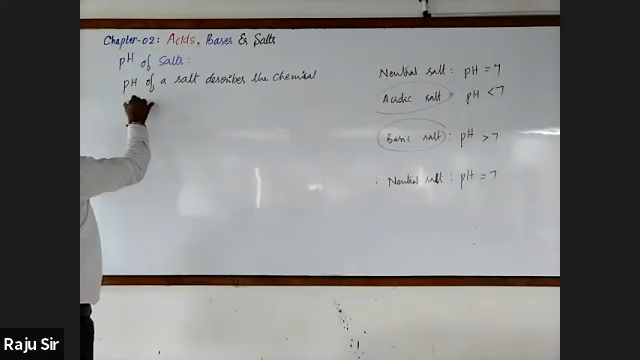 Chapter-02: Acids, Bases & Salts
pH of Salts:
pH of a salt describes the chemical
Neutral salt: pH = 7
Acidic salt: pH < 7
Basic salt: pH > 7
: Neutral salt: pH = 7
Raju Sir